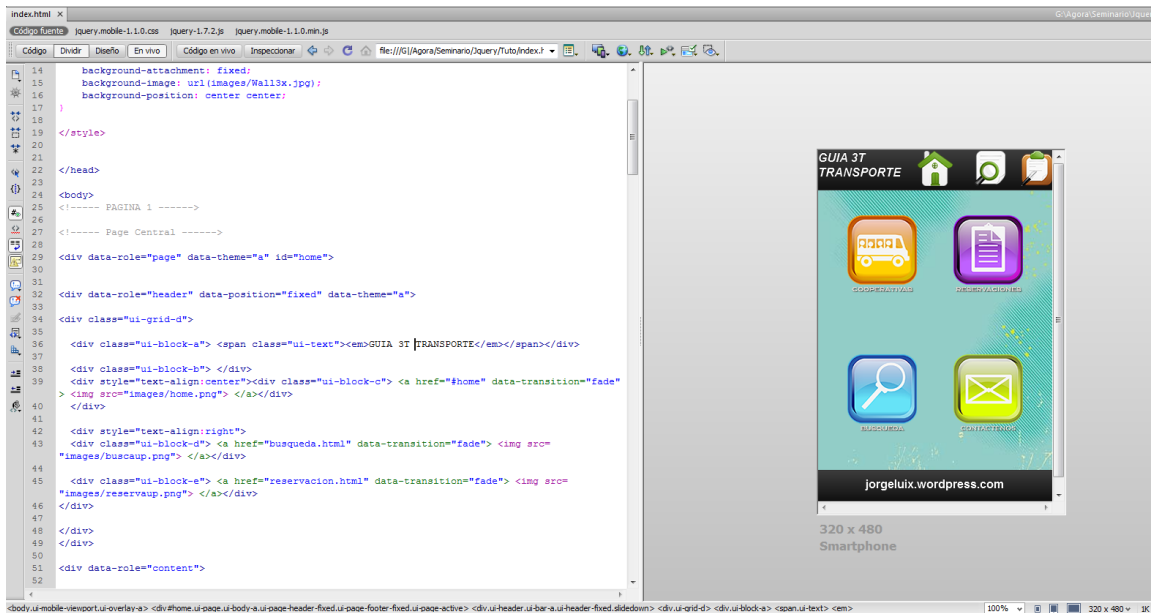 index.html ×
G:\Agora\Seminario\Jquer
Código fuente jquery.mobile-1.1.0.css jquery-1.7.2.js jquery.mobile-1.1.0.min.js
Código Dividir Diseño En vivo Código en vivo Inspeccionar file:///G|/Agora/Seminario/Jquery/Tuto/index.h
14 background-attachment: fixed;
15 background-image: url(images/Wall3x.jpg);
16 background-position: center center;
17 }
18
19 </style>
20
21
22 </head>
23
24 <body>
25 <!----- PAGINA 1 ------>
26
27 <!----- Page Central ------>
28
29 <div data-role="page" data-theme="a" id="home">
30
31
32 <div data-role="header" data-position="fixed" data-theme="a">
33
34 <div class="ui-grid-d">
35
36 <div class="ui-block-a"> <span class="ui-text"><em>GUIA 3T TRANSPORTE</em></span></div>
37
38 <div class="ui-block-b"> </div>
39 <div style="text-align:center"><div class="ui-block-c"> <a href="#home" data-transition="fade"
> <img src="images/home.png"> </a></div>
40 </div>
41
42 <div style="text-align:right">
43 <div class="ui-block-d"> <a href="busqueda.html" data-transition="fade"> <img src=
"images/buscaup.png"> </a></div>
44
45 <div class="ui-block-e"> <a href="reservacion.html" data-transition="fade"> <img src=
"images/reservaup.png"> </a></div>
46 </div>
47
48 </div>
49 </div>
50
51 <div data-role="content">
52
GUIA 3T
TRANSPORTE
COOPERATIVAS
RESERVACIONES
BUSQUEDA
CONTACTENOS
jorgeluix.wordpress.com
320 x 480
Smartphone
<body.ui-mobile-viewport.ui-overlay-a> <div#home.ui-page.ui-body-a.ui-page-header-fixed.ui-page-footer-fixed.ui-page-active> <div.ui-header.ui-bar-a.ui-header-fixed.slidedown> <div.ui-grid-d> <div.ui-block-a> <span.ui-text> <em>
100% 320 x 480 1K